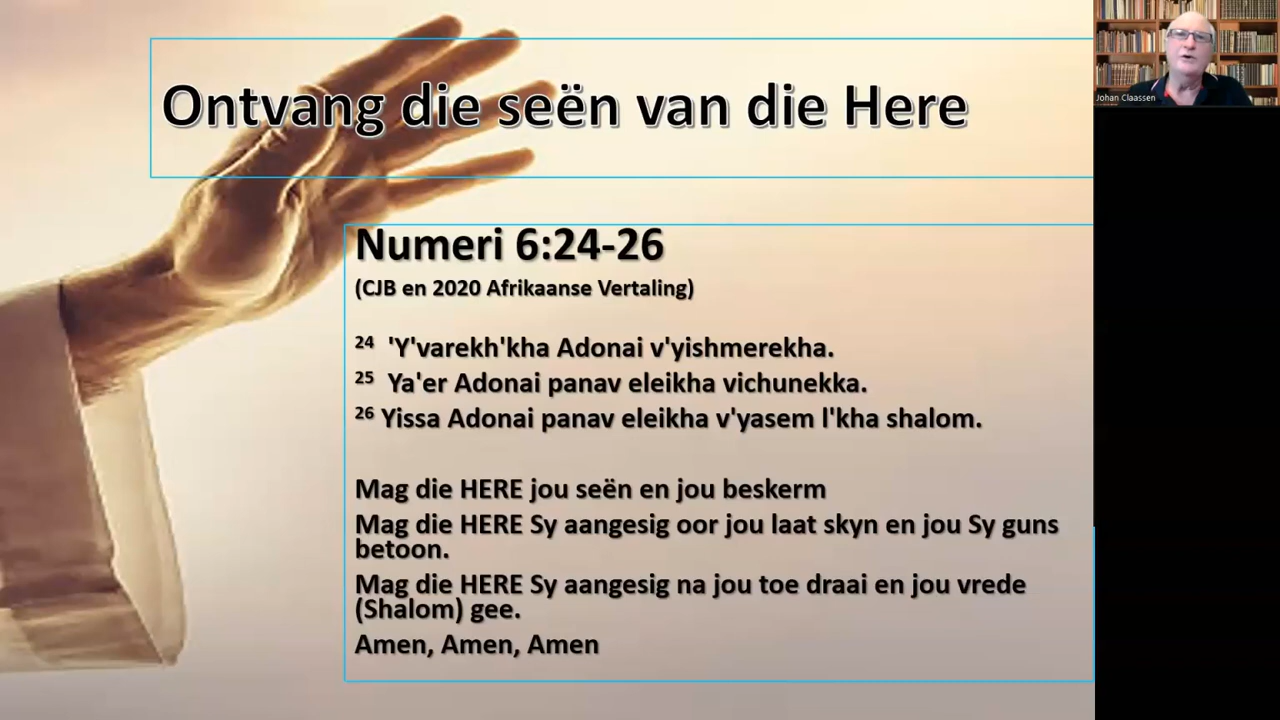 Ontvang die seën van die Here
Johan Claassen
Numeri 6:24-26
(CJB en 2020 Afrikaanse Vertaling)
24 'Y'varekh'kha Adonai v'yishmerekha.
25 Ya'er Adonai panav eleikha vichunekka.
26 Yissa Adonai panav eleikha v'yasem l'kha shalom.
Mag die HERE jou seën en jou beskerm
Mag die HERE Sy aangesig oor jou laat skyn en jou Sy guns
betoon.
Mag die HERE Sy aangesig na jou toe draai en jou vrede
(Shalom) gee.
Amen, Amen, Amen